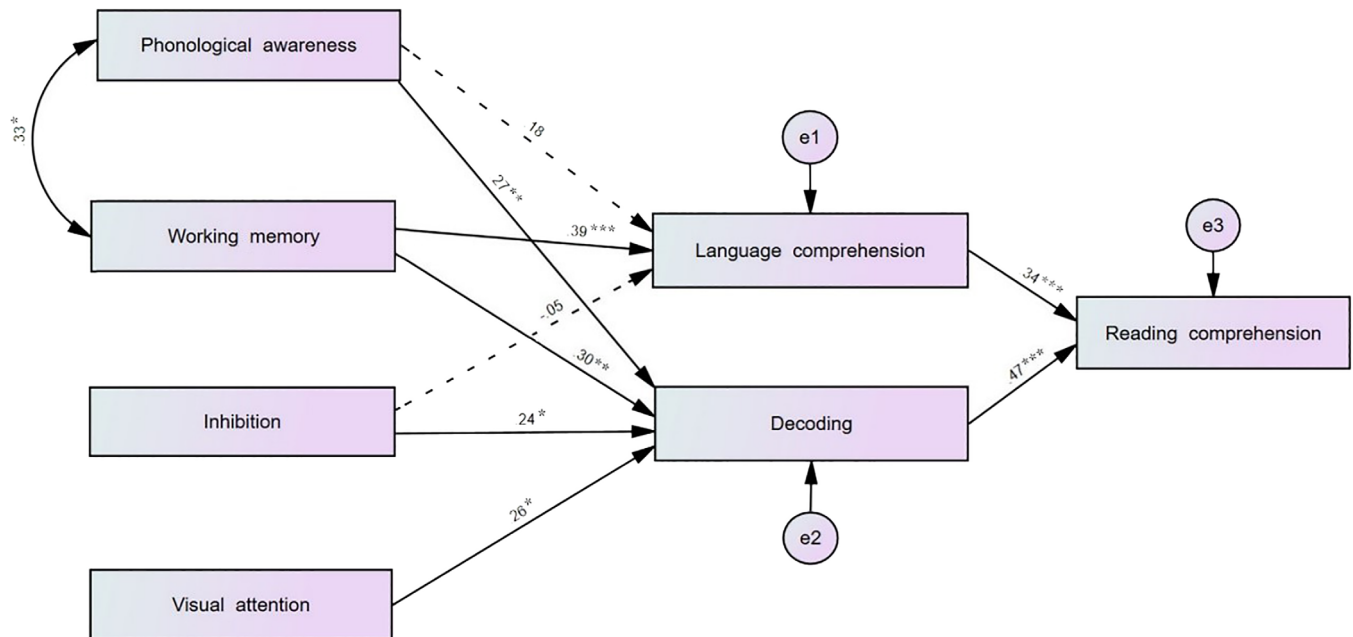 Phonological awareness
.33*
.18
.27**
Working memory
.39***
-.05
.30**
Inhibition
.24*
Visual attention
.26*
e1
Language comprehension
.34***
e3
Reading comprehension
.47***
Decoding
e2